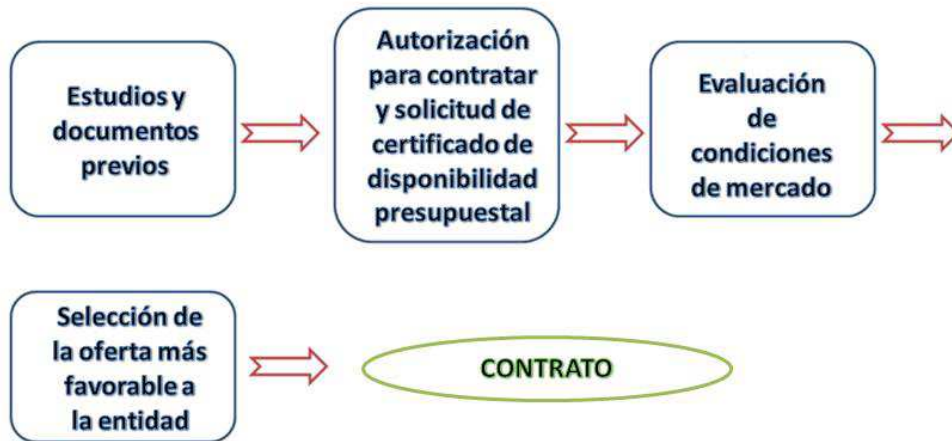 Estudios y
documentos
previos
Autorización
para contratar
y solicitud de
certificado de
disponibilidad
presupuestal
Evaluación
de
condiciones
de mercado
Selección de
la oferta más
favorable a
la entidad
CONTRATO